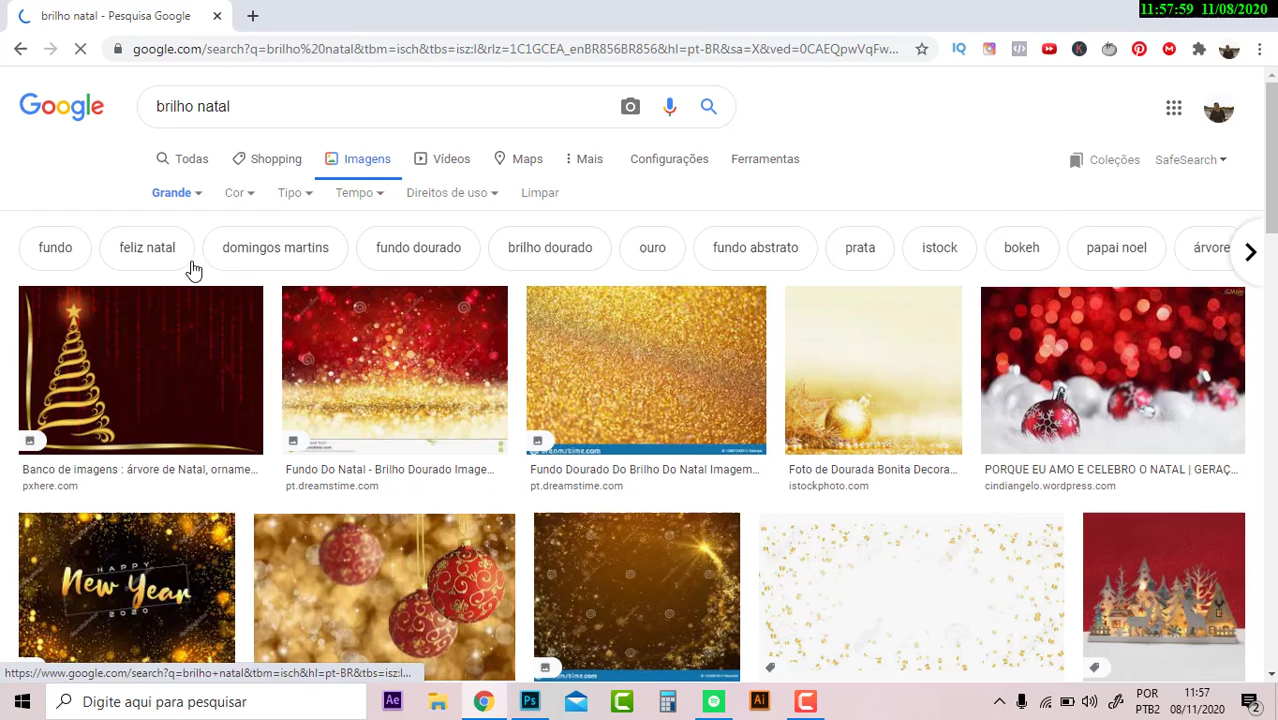 11:57:59 11/08/2020
brilho natal - Pesquisa Google
google.com/search?q=brilho%20natal&tbm=isch&tbs=isz:l&rlz=1C1GCEA_enBR856BR856&hl=pt-BR&sa=X&ved=0CAEQpwVqFw...
Google
brilho natal
Todas Shopping Imagens Vídeos Maps Mais Configurações Ferramentas
Coleções SafeSearch
Grande Cor Tipo Tempo Direitos de uso Limpar
fundo feliz natal domingos martins fundo dourado brilho dourado ouro fundo abstrato prata istock bokeh papai noel árvore
Banco de imagens : árvore de Natal, orname... Fundo Do Natal - Brilho Dourado Image... Fundo Dourado Do Brilho Do Natal Imagem... Foto de Dourada Bonita Decora... PORQUE EU AMO E CELEBRO O NATAL | GERAÇ...
pxhere.com pt.dreamstime.com pt.dreamstime.com istockphoto.com cindiangelo.wordpress.com
HAPPY
New Year
2020
https://www.google.com/search?q=brilho+natal&tbm=isch&hl=pt-BR&tbs=isz:l...
Digite aqui para pesquisar
Ae Ps Ai
POR
PTB2
11:57
08/11/2020
2